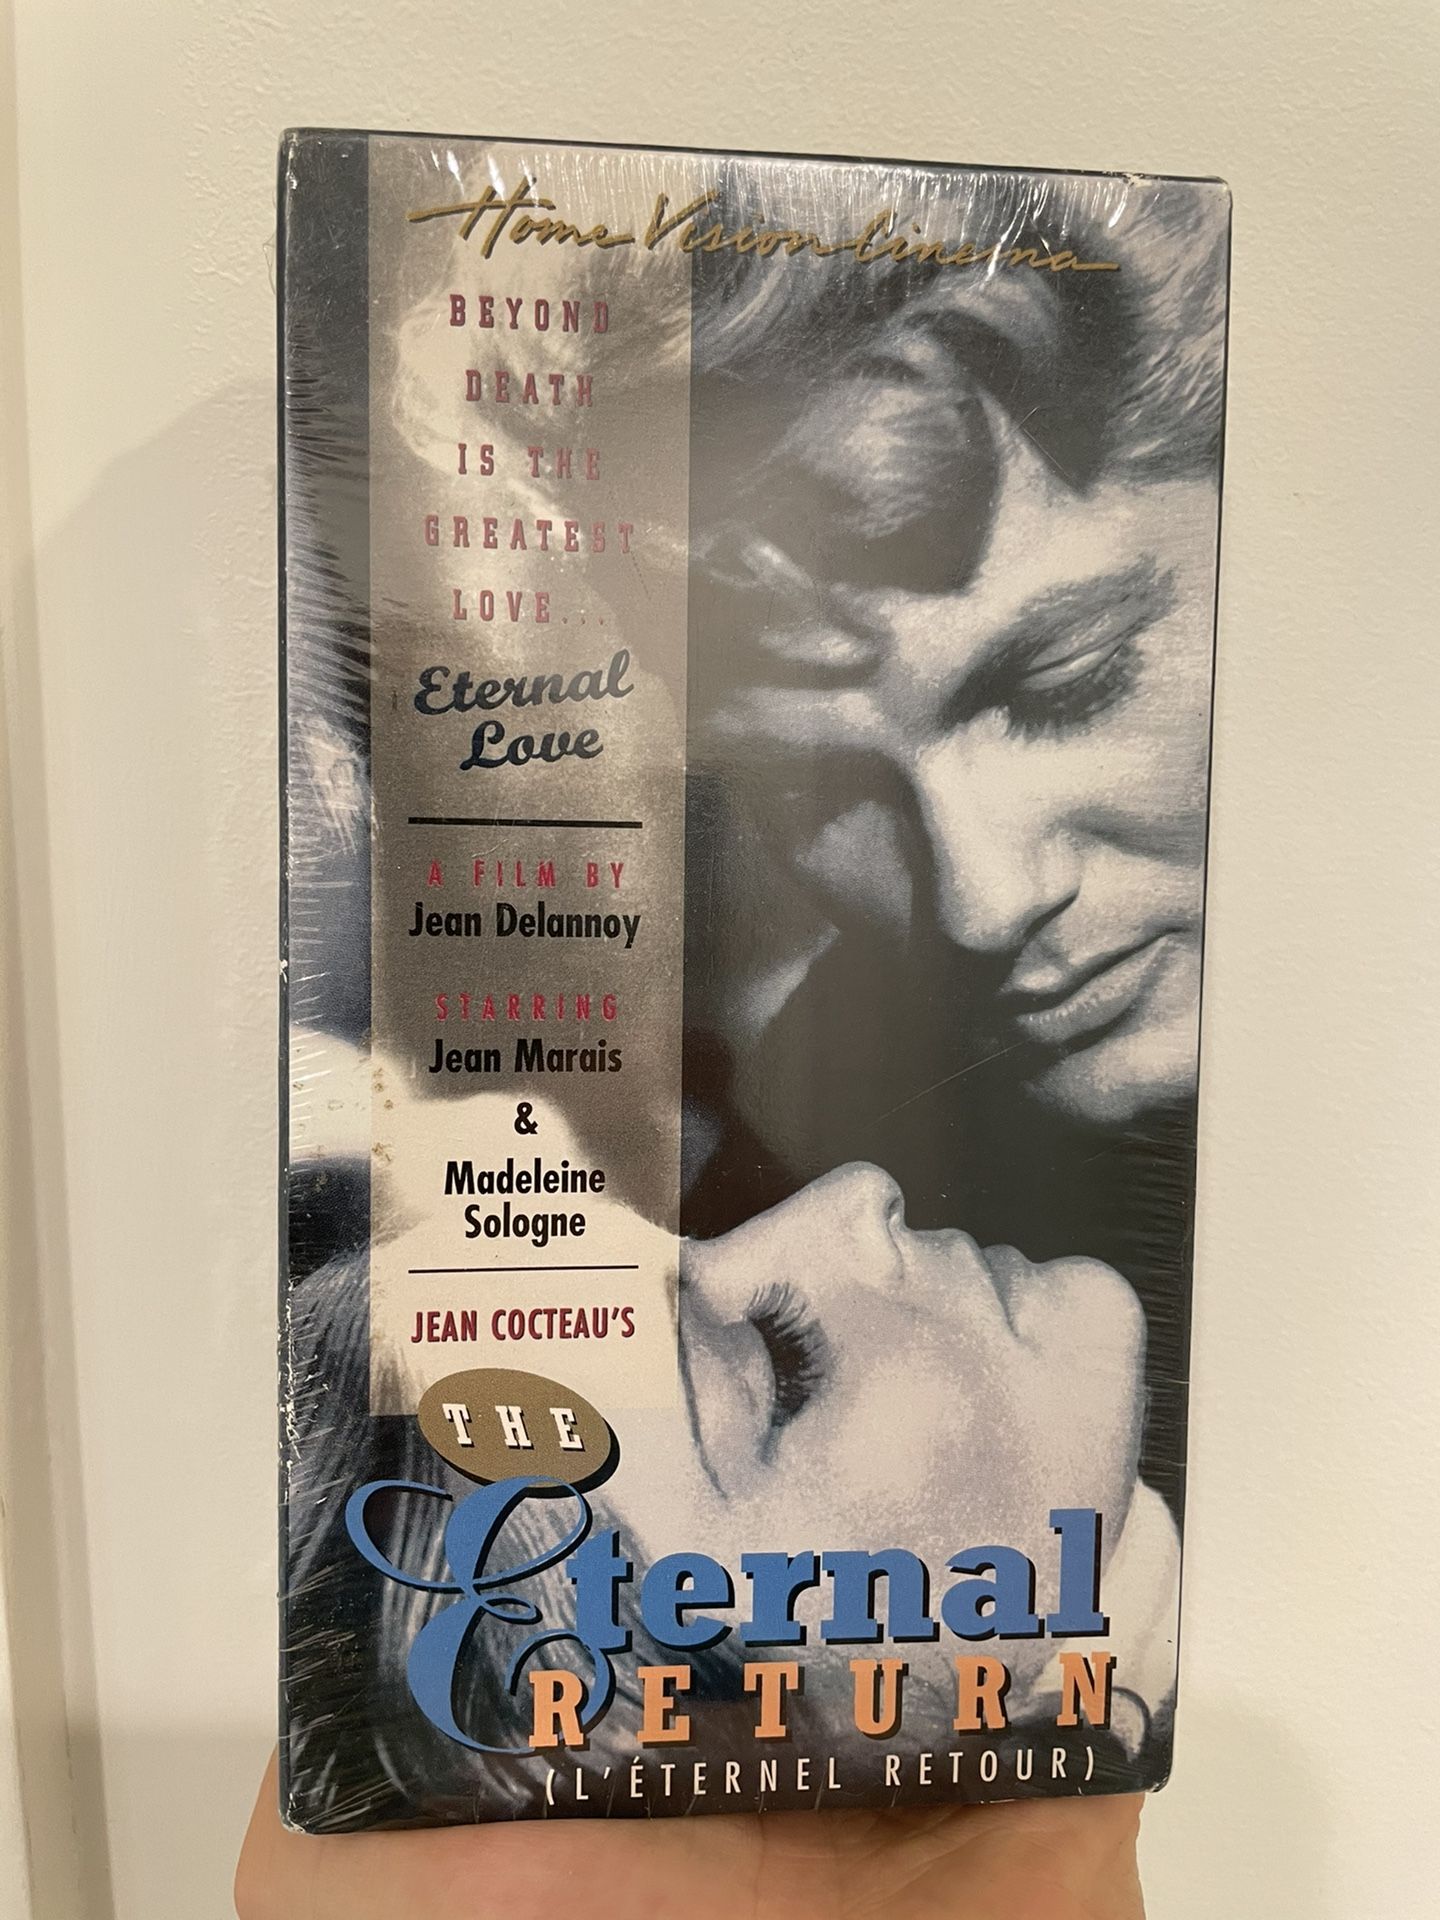 Home Vision Cinema
BEYOND
DEATH
IS THE
GREATEST
LOVE...
Eternal
Love
A FILM BY
Jean Delannoy
STARRING
Jean Marais
&
Madeleine
Sologne
JEAN COCTEAU'S
THE
Eternal
RETURN
(L'ÉTERNEL RETOUR)